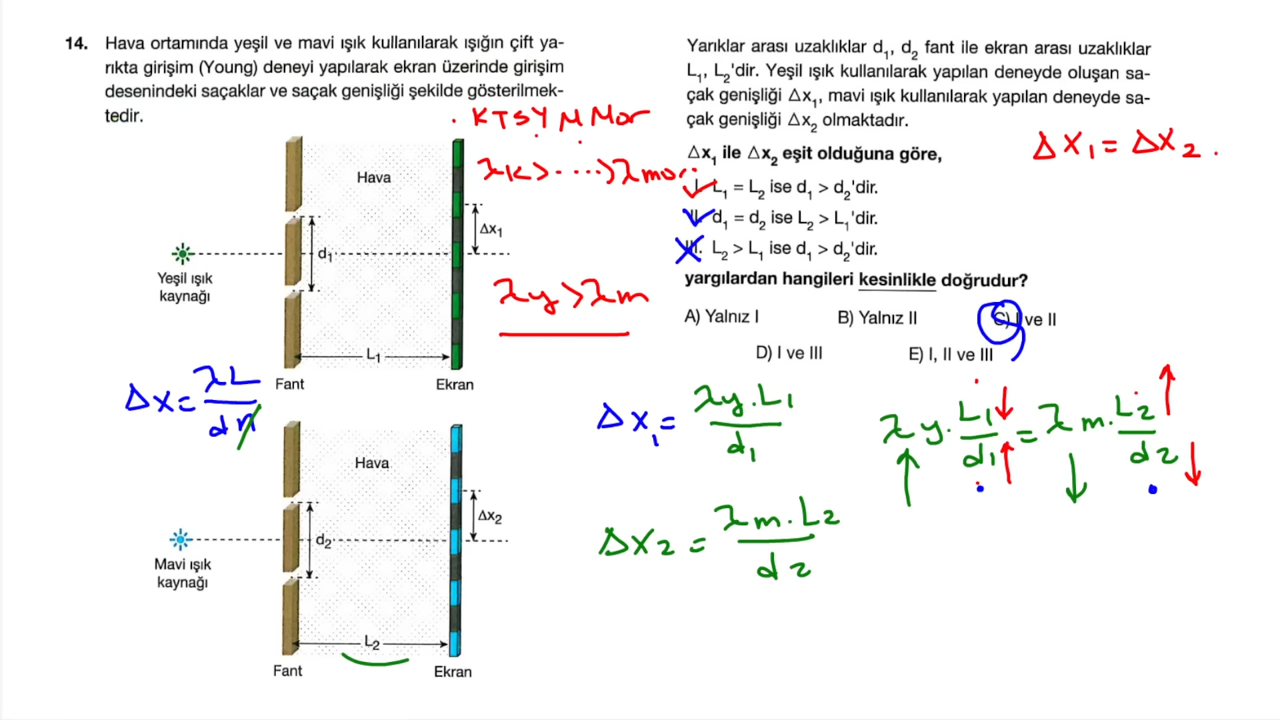 14. Hava ortamında yeşil ve mavi ışık kullanılarak ışığın çift ya-
rıkta girişim (Young) deneyi yapılarak ekran üzerinde girişim
desenindeki saçaklar ve saçak genişliği şekilde gösterilmek-
tedir.
. KTSY M Mor
λK> ....> λmor.
Hava
Δx₁
d₁
Yeşil ışık
kaynağı
λy > λm
L₁
Fant
Ekran
Δx = λL / dn
Hava
Δx₂
d₂
Mavi ışık
kaynağı
L₂
Fant
Ekran
Yarıklar arası uzaklıklar d₁, d₂ fant ile ekran arası uzaklıklar
L₁, L₂'dir. Yeşil ışık kullanılarak yapılan deneyde oluşan sa-
çak genişliği Δx₁, mavi ışık kullanılarak yapılan deneyde sa-
çak genişliği Δx₂ olmaktadır.
Δx₁ = Δx₂ .
Δx₁ ile Δx₂ eşit olduğuna göre,
I. L₁ = L₂ ise d₁ > d₂'dir.
II. d₁ = d₂ ise L₂ > L₁'dir.
III. L₂ > L₁ ise d₁ > d₂'dir.
yargılardan hangileri kesinlikle doğrudur?
A) Yalnız I B) Yalnız II C) I ve II
D) I ve III E) I, II ve III
Δx₁ = λy.L₁ / d₁
λy. L₁ / d₁ = λm. L₂ / d₂
Δx₂ = λm.L₂ / d₂